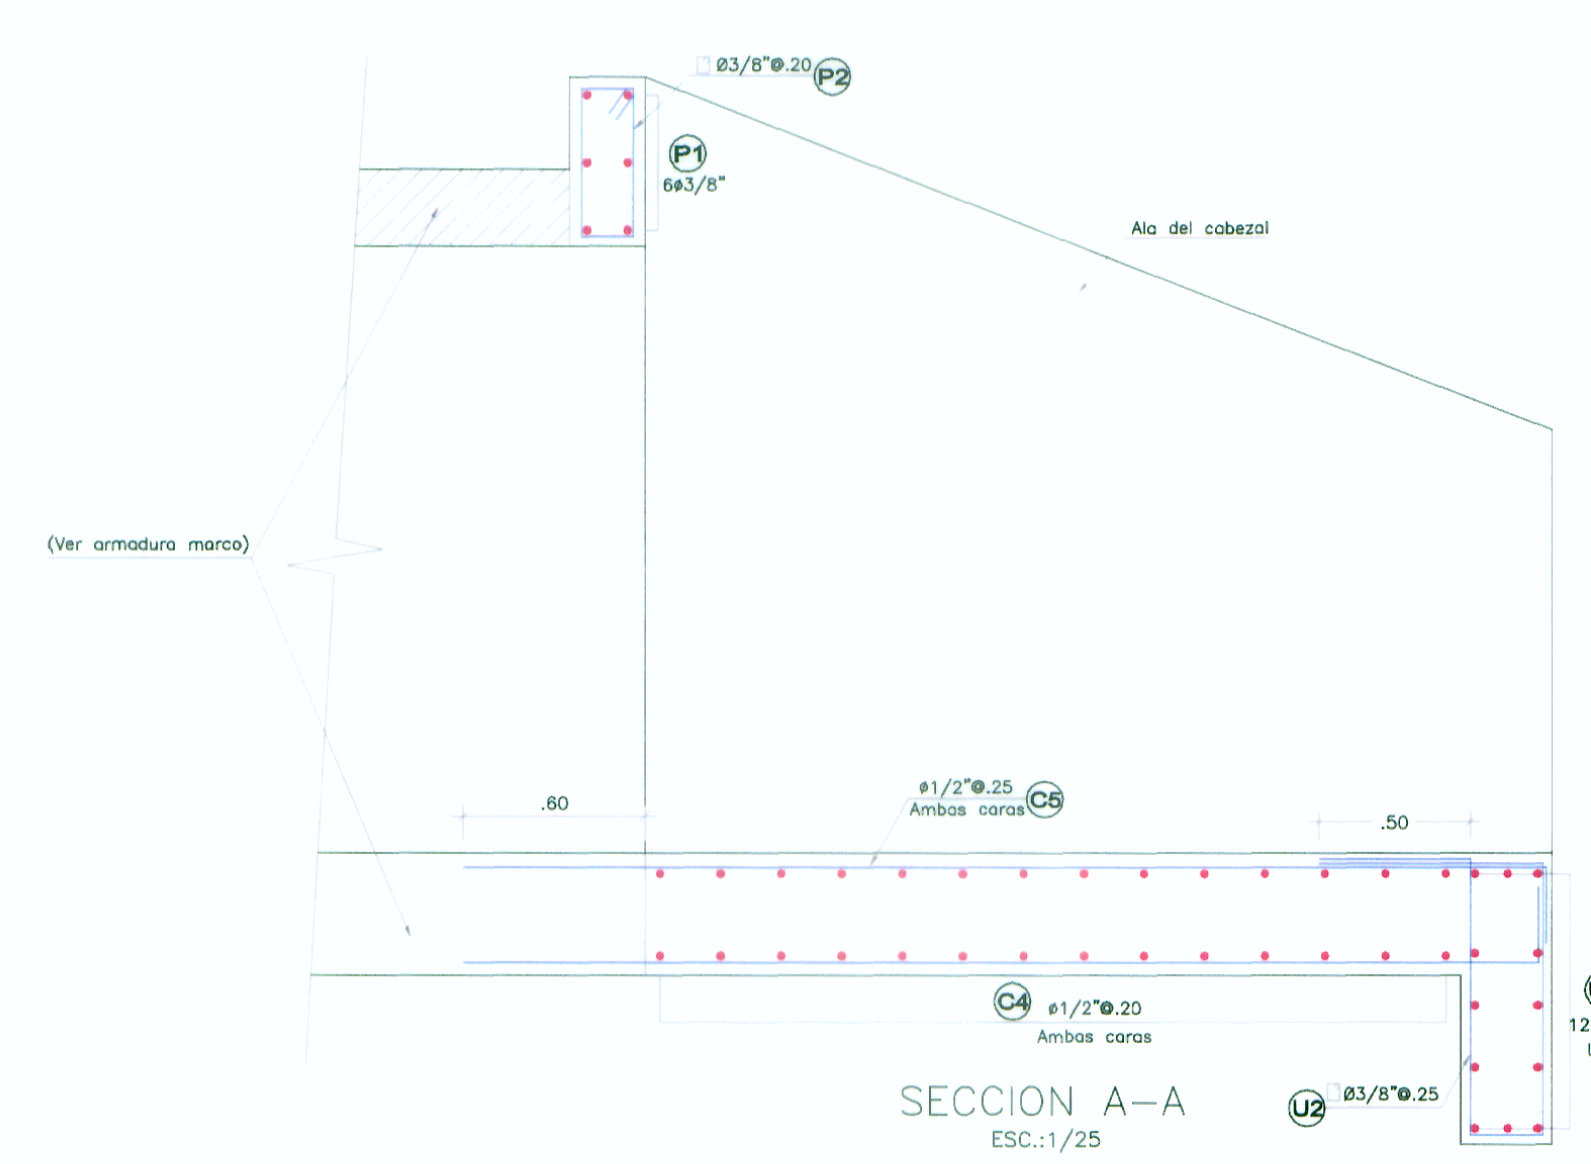 Ø3/8"@.20 P2
P1
6ø3/8"
Ala del cabezal
(Ver armadura marco)
.60
ø1/2"@.25
Ambas caras C5
.50
C4 ø1/2"@.20
Ambas caras
12
U2 Ø3/8"@.25
SECCION A-A
ESC.:1/25